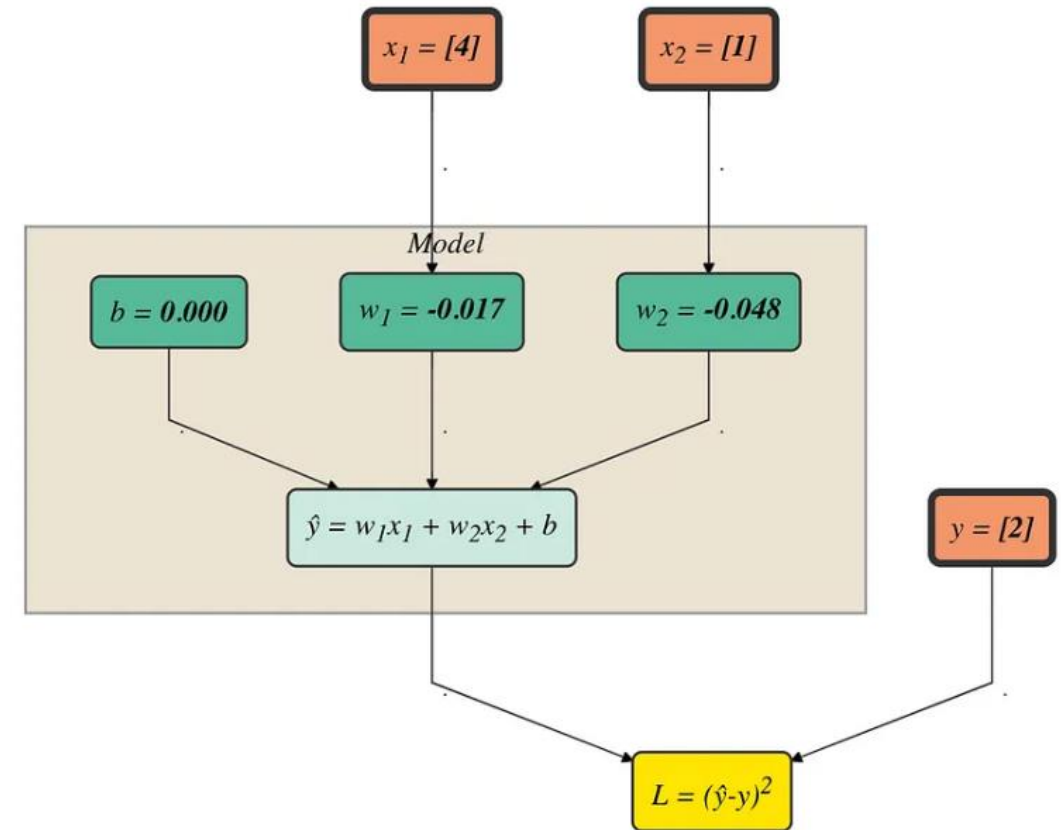 x₁ = [4]
x₂ = [1]
Model
b = 0.000
w₁ = -0.017
w₂ = -0.048
ŷ = w₁x₁ + w₂x₂ + b
y = [2]
L = (ŷ-y)²